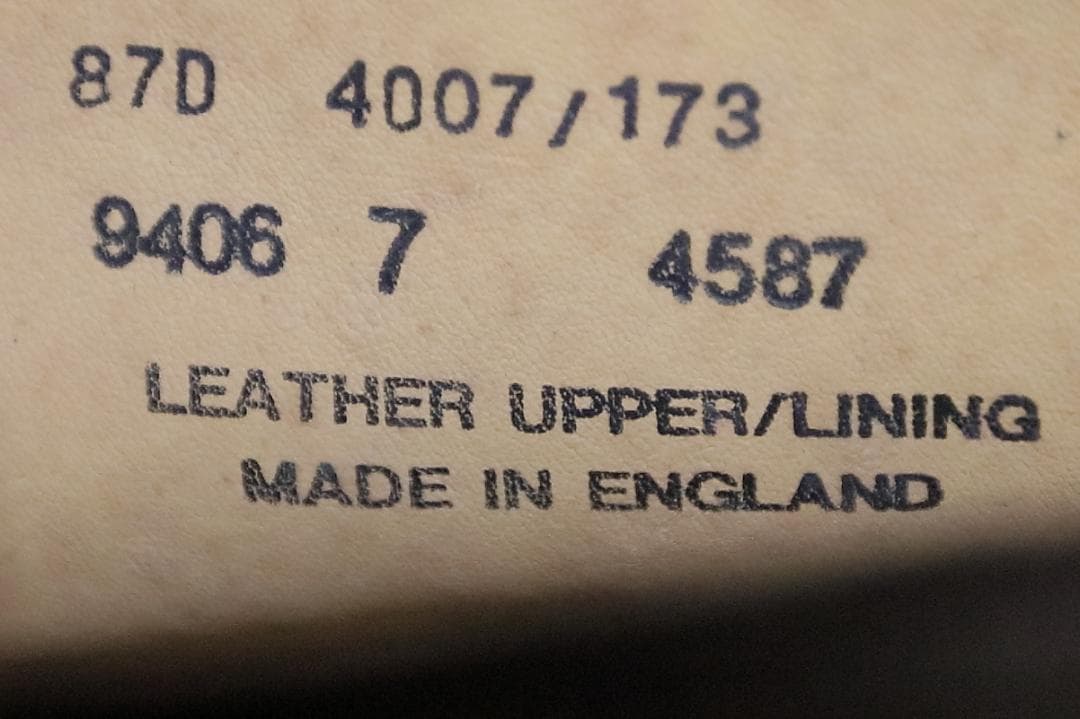 87D 4007/173
9406 7 4587
LEATHER UPPER/LINING
MADE IN ENGLAND